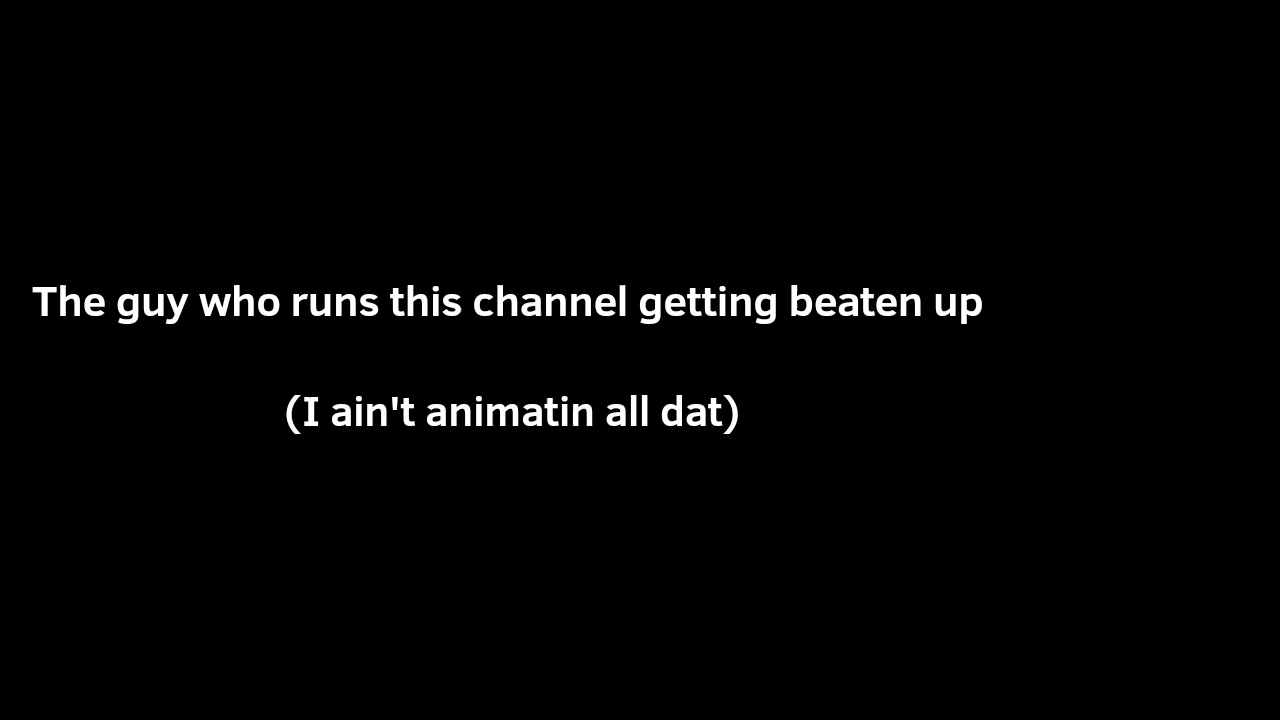 The guy who runs this channel getting beaten up
(I ain't animatin all dat)